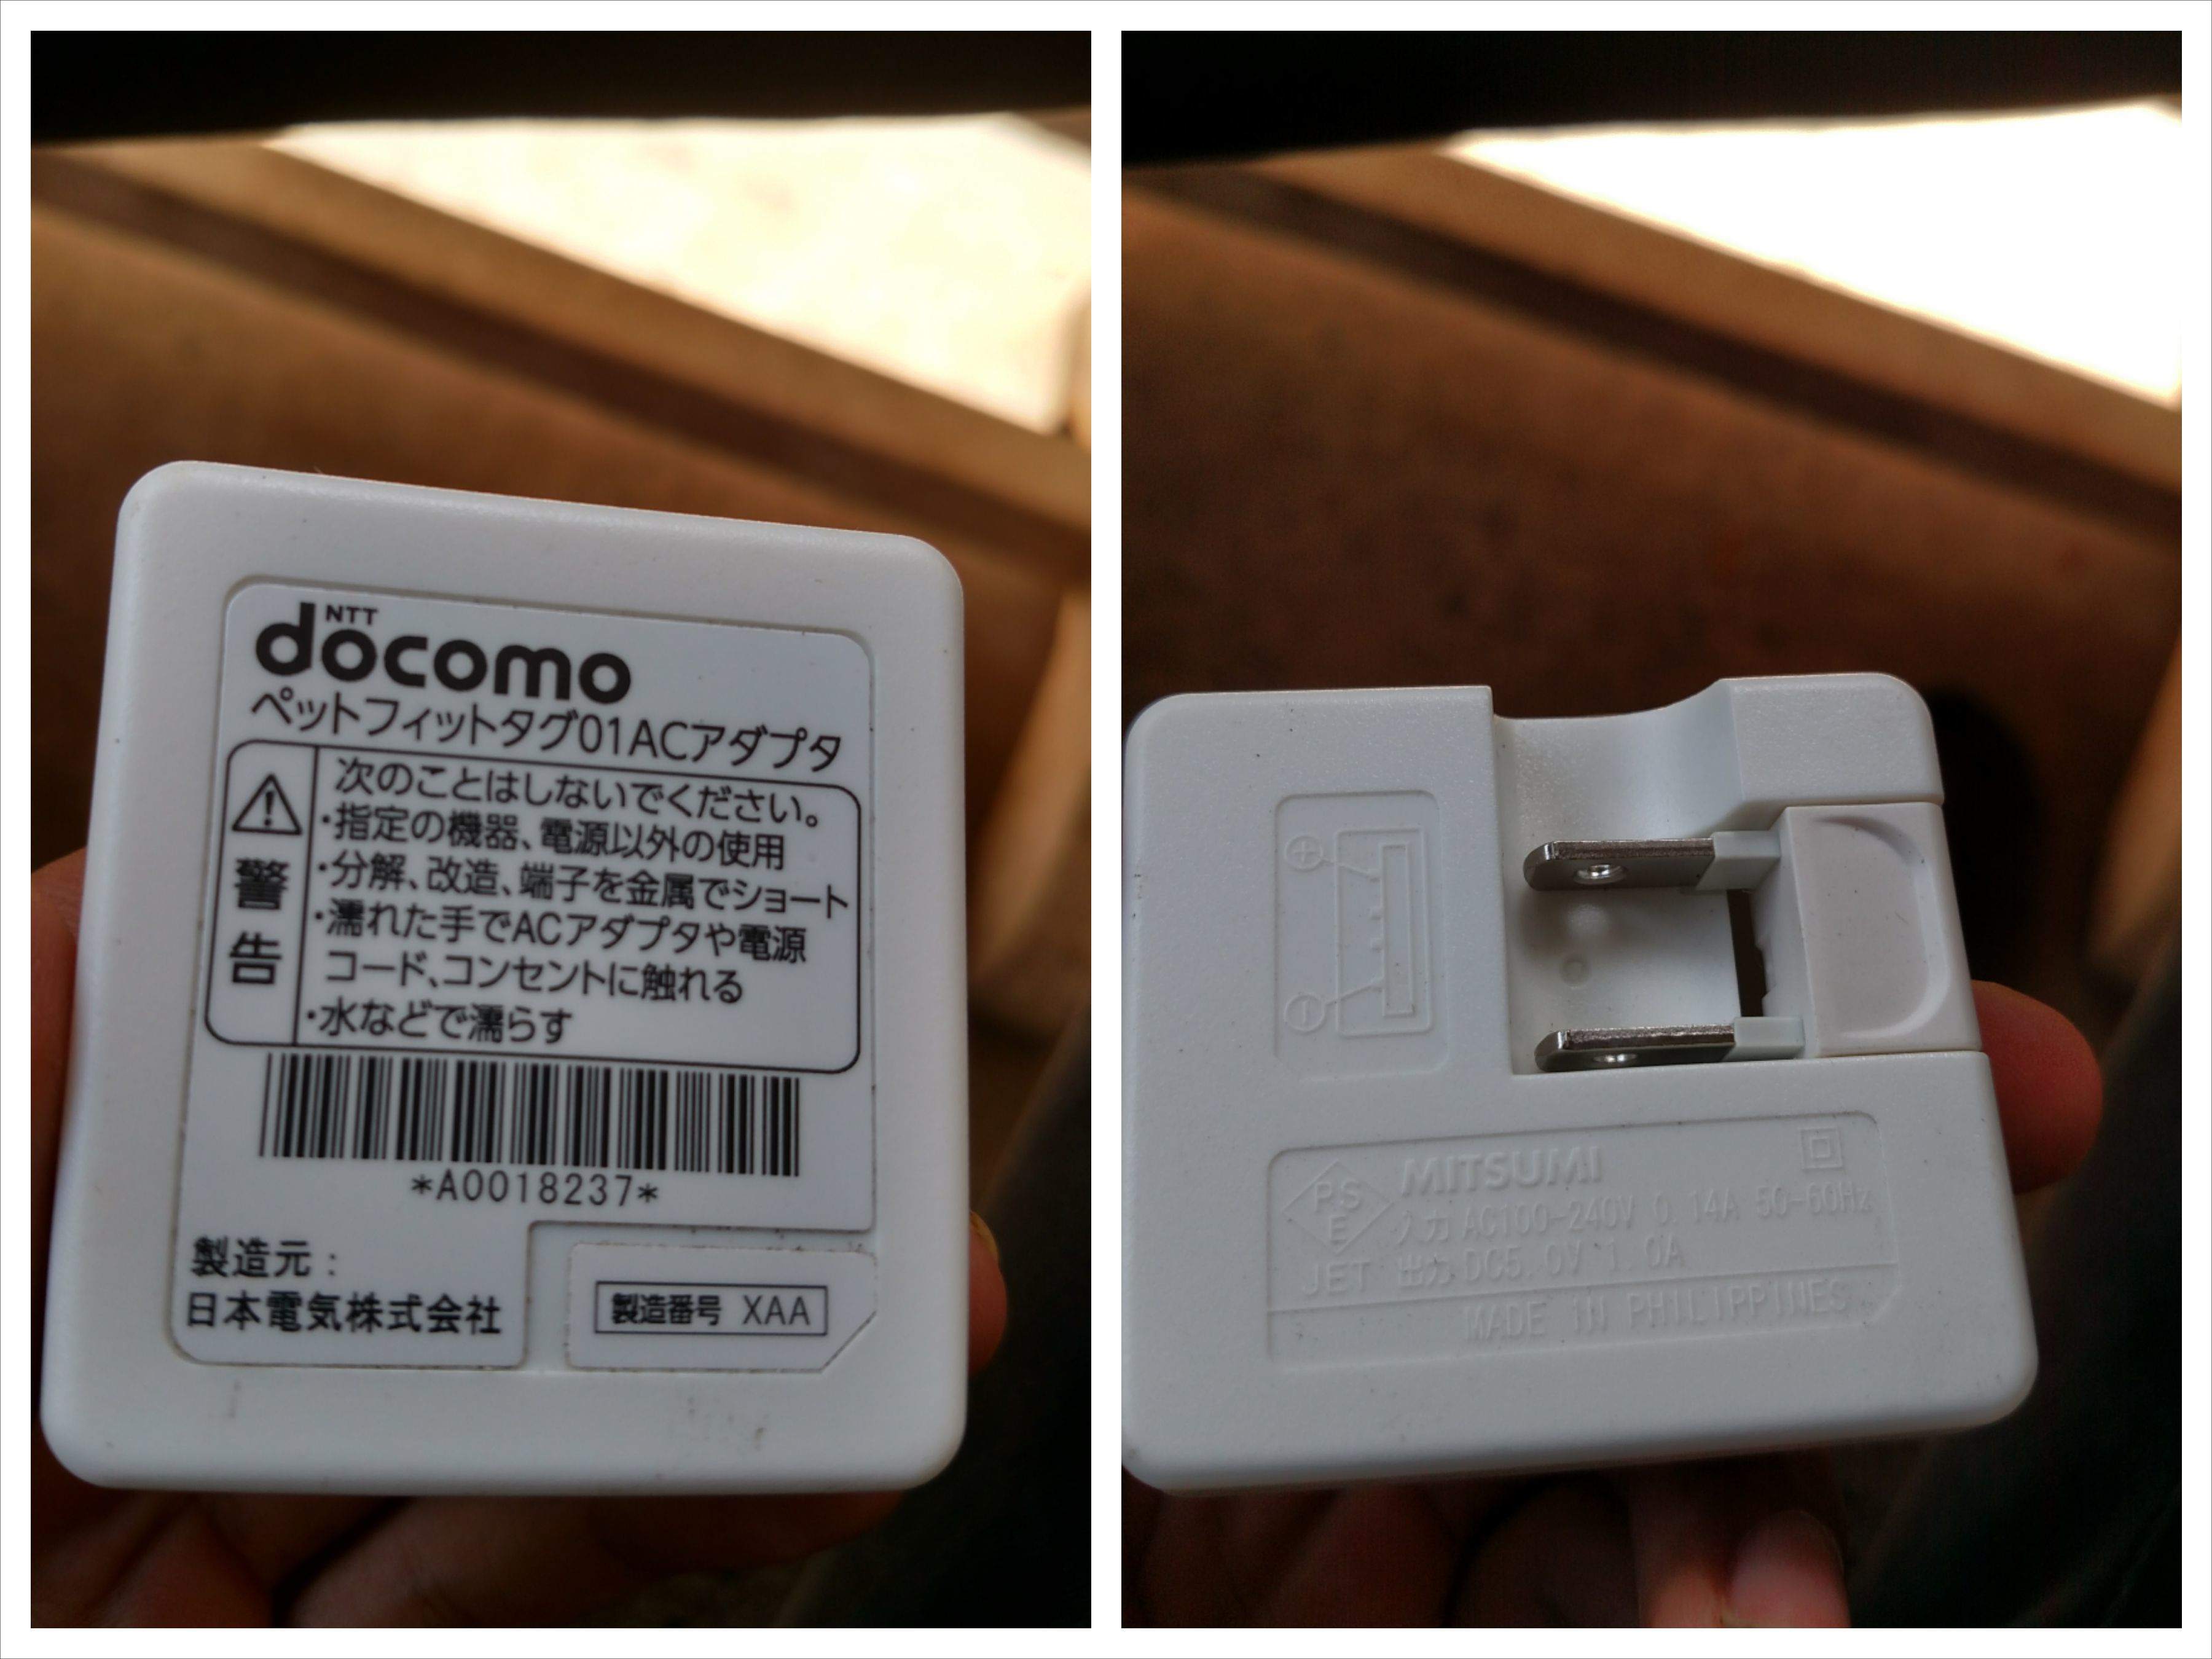 NTT
docomo
ペットフィットタグ01ACアダプタ
警告
次のことはしないでください。
・指定の機器、電源以外の使用
・分解、改造、端子を金属でショート
・濡れた手でACアダプタや電源
コード、コンセントに触れる
・水などで濡らす
*A0018237*
製造元：
日本電気株式会社
製造番号 XAA
+
-
PSE
JET
MITSUMI
入力 AC100-240V 0.14A 50-60Hz
出力 DC5.0V 1.0A
MADE IN PHILIPPINES